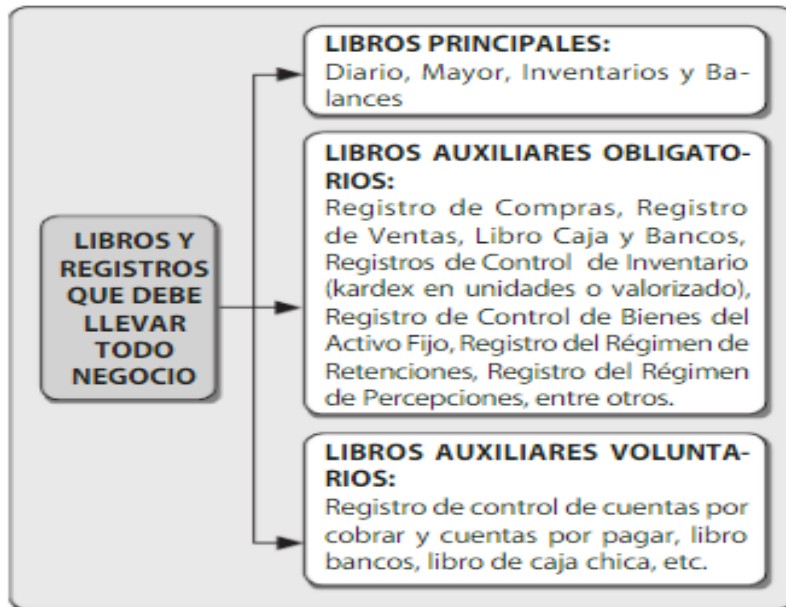 LIBROS Y
REGISTROS
QUE DEBE
LLEVAR
TODO
NEGOCIO
LIBROS PRINCIPALES:
Diario, Mayor, Inventarios y Ba-
lances
LIBROS AUXILIARES OBLIGATO-
RIOS:
Registro de Compras, Registro
de Ventas, Libro Caja y Bancos,
Registros de Control de Inventario
(kardex en unidades o valorizado),
Registro de Control de Bienes del
Activo Fijo, Registro del Régimen de
Retenciones, Registro del Régimen
de Percepciones, entre otros.
LIBROS AUXILIARES VOLUNTA-
RIOS:
Registro de control de cuentas por
cobrar y cuentas por pagar, libro
bancos, libro de caja chica, etc.